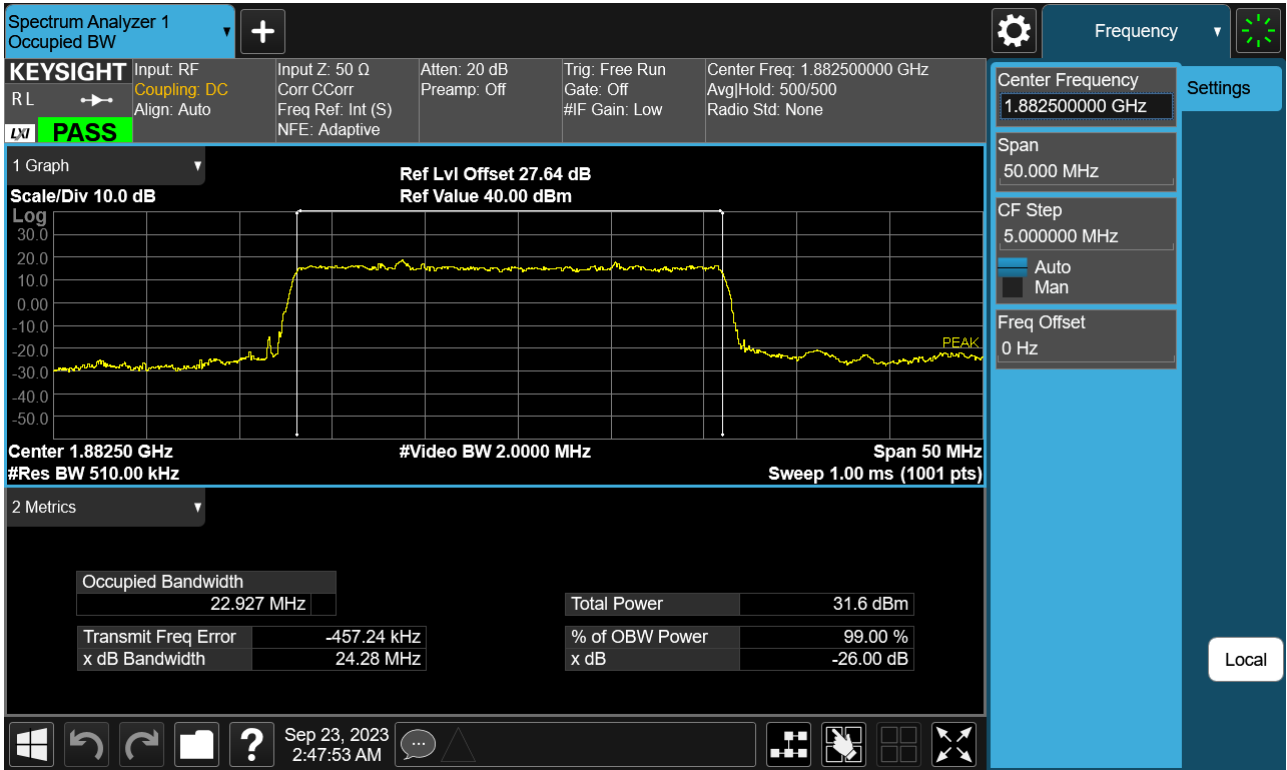 Spectrum Analyzer 1
Occupied BW
+
Frequency
KEYSIGHT
R L
LXI PASS
Input: RF
Coupling: DC
Align: Auto
Input Z: 50 Ω
Corr CCorr
Freq Ref: Int (S)
NFE: Adaptive
Atten: 20 dB
Preamp: Off
Trig: Free Run
Gate: Off
#IF Gain: Low
Center Freq: 1.882500000 GHz
Avg|Hold: 500/500
Radio Std: None
Center Frequency
1.882500000 GHz
Settings
Span
50.000 MHz
CF Step
5.000000 MHz
Auto
Man
Freq Offset
0 Hz
Local
1 Graph
Scale/Div 10.0 dB
Ref Lvl Offset 27.64 dB
Ref Value 40.00 dBm
Log
30.0
20.0
10.0
0.00
-10.0
-20.0
-30.0
-40.0
-50.0
PEAK
Center 1.88250 GHz
#Video BW 2.0000 MHz
Span 50 MHz
#Res BW 510.00 kHz
Sweep 1.00 ms (1001 pts)
2 Metrics
Occupied Bandwidth
22.927 MHz
Total Power 31.6 dBm
Transmit Freq Error -457.24 kHz
% of OBW Power 99.00 %
x dB Bandwidth 24.28 MHz
x dB -26.00 dB
?
Sep 23, 2023
2:47:53 AM